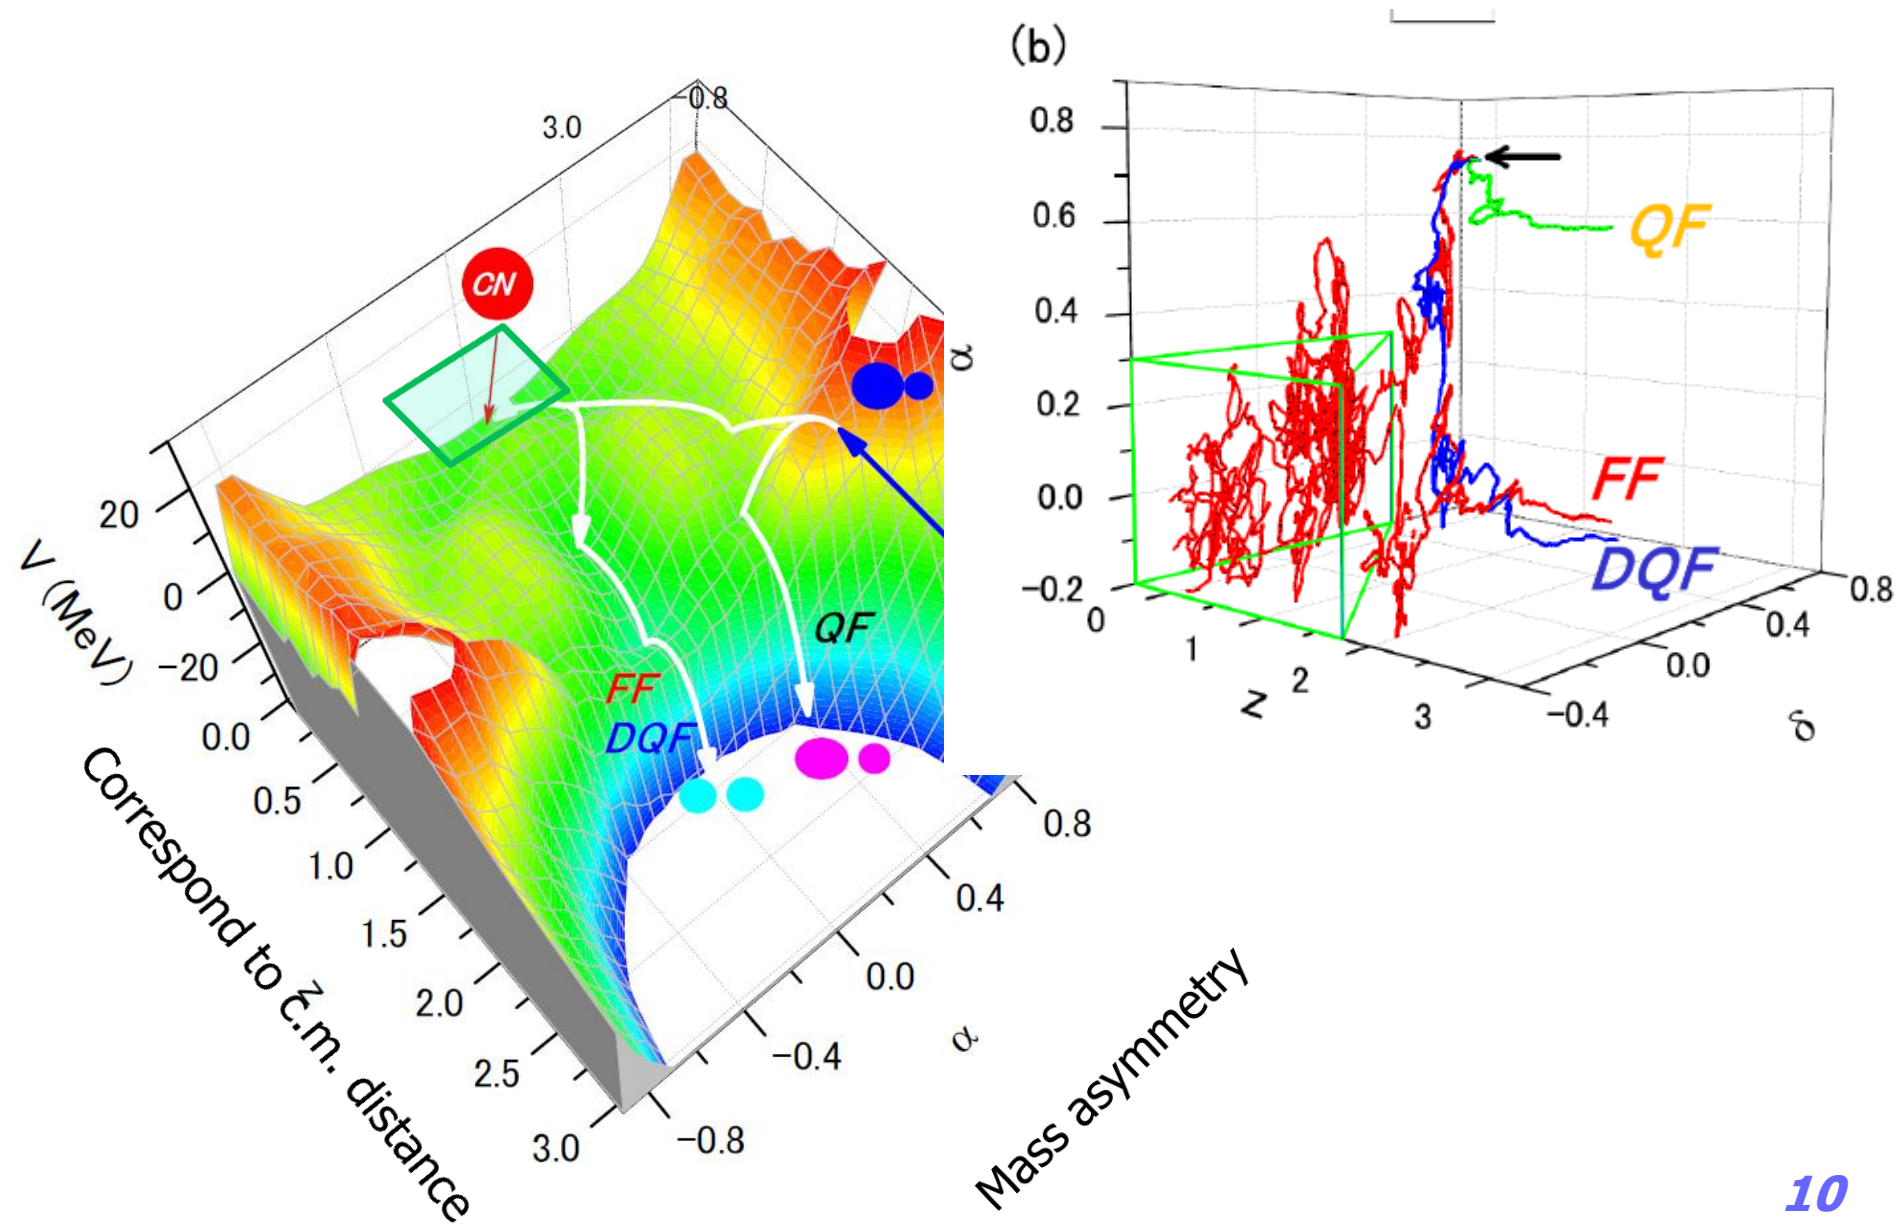 −0.8
3.0
CN
20
0
−20
V (MeV)
0.0
0.5
1.0
1.5
2.0
2.5
3.0
z
Correspond to c.m. distance
QF
FF
DQF
0.8
0.4
0.0
−0.4
−0.8
α
Mass asymmetry
(b)
0.8
0.6
0.4
0.2
0.0
−0.2
α
QF
FF
DQF
0
1
2
3
z
0.8
0.4
0.0
−0.4
δ
10